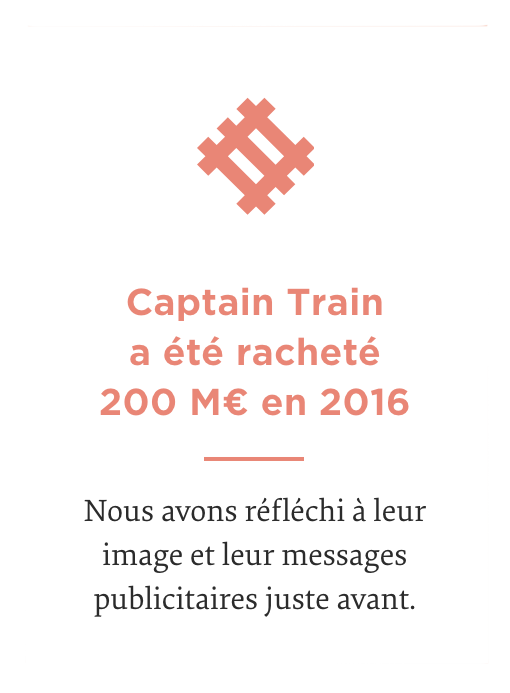 Captain Train
a été racheté
200 M€ en 2016
Nous avons réfléchi à leur
image et leur messages
publicitaires juste avant.